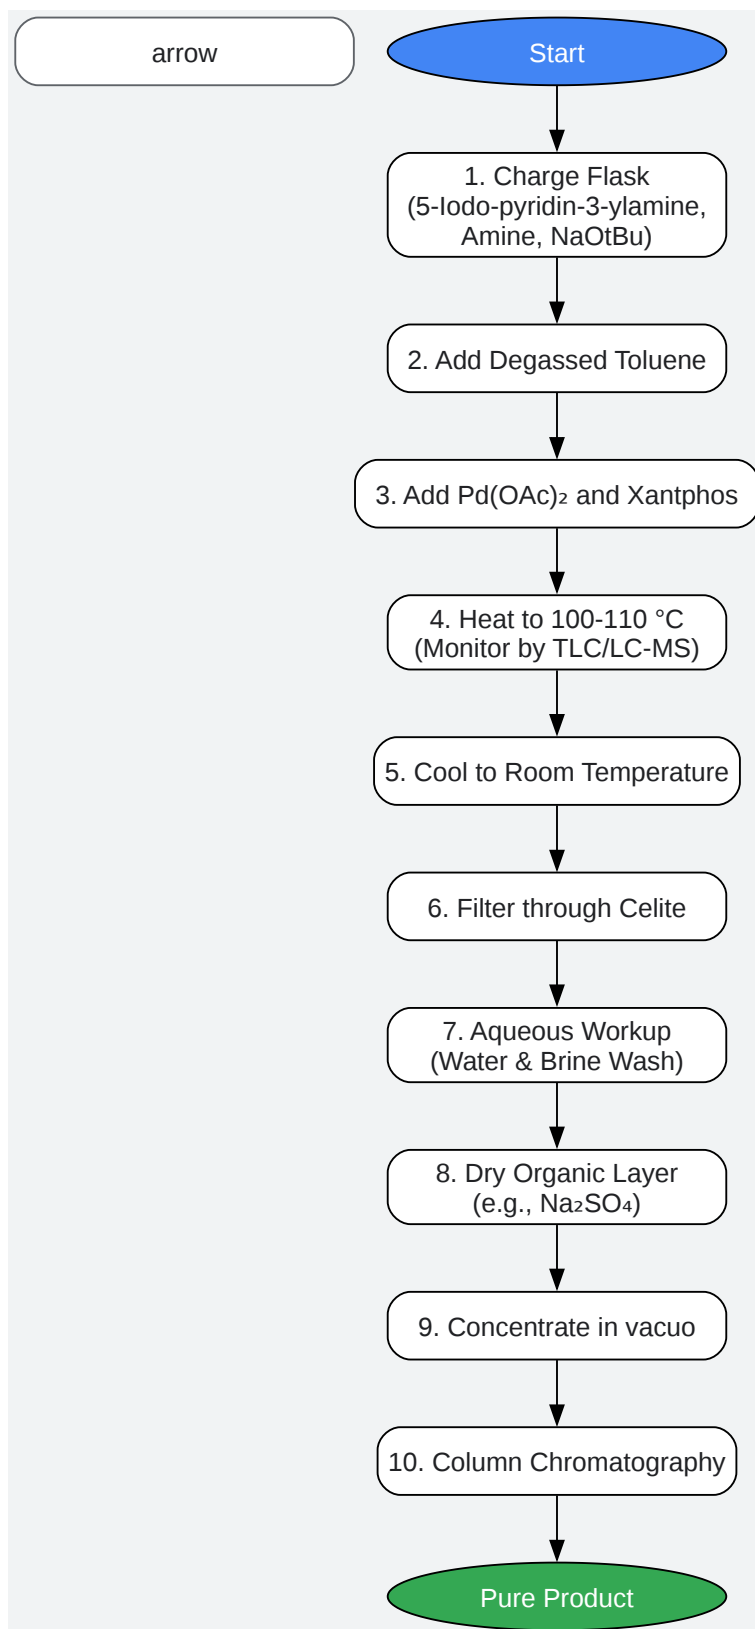 arrow
Start
1. Charge Flask
(5-Iodo-pyridin-3-ylamine,
Amine, NaOtBu)
2. Add Degassed Toluene
3. Add Pd(OAc)₂ and Xantphos
4. Heat to 100-110 °C
(Monitor by TLC/LC-MS)
5. Cool to Room Temperature
6. Filter through Celite
7. Aqueous Workup
(Water & Brine Wash)
8. Dry Organic Layer
(e.g., Na₂SO₄)
9. Concentrate in vacuo
10. Column Chromatography
Pure Product